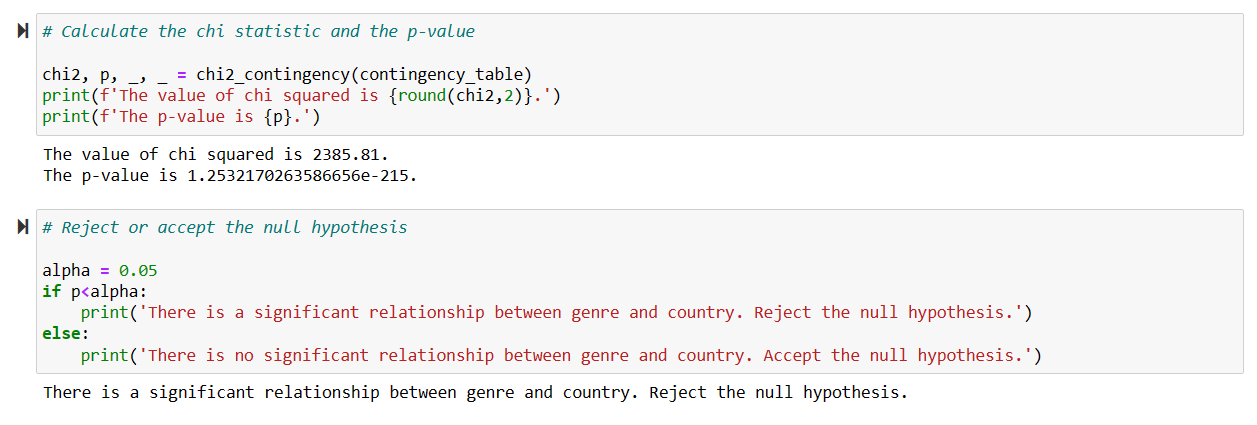 # Calculate the chi statistic and the p-value
chi2, p, _, _ = chi2_contingency(contingency_table)
print(f'The value of chi squared is {round(chi2,2)}.')
print(f'The p-value is {p}.')
The value of chi squared is 2385.81.
The p-value is 1.2532170263586656e-215.
# Reject or accept the null hypothesis
alpha = 0.05
if p<alpha:
    print('There is a significant relationship between genre and country. Reject the null hypothesis.')
else:
    print('There is no significant relationship between genre and country. Accept the null hypothesis.')
There is a significant relationship between genre and country. Reject the null hypothesis.